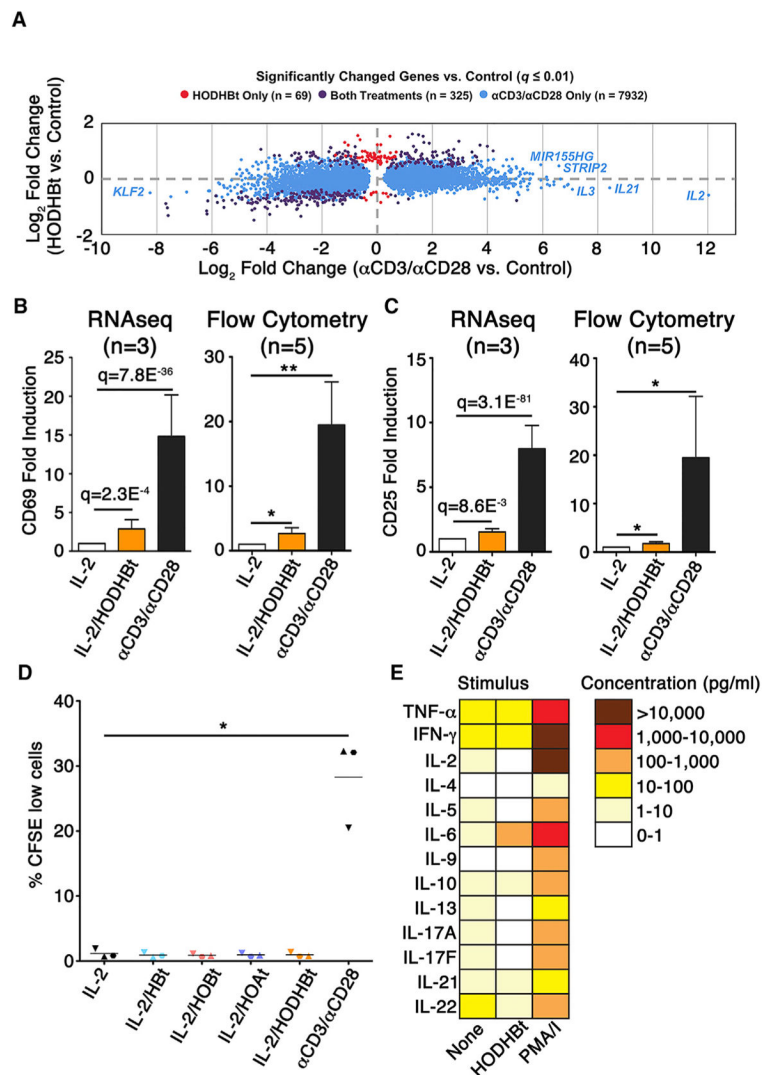 A
Significantly Changed Genes vs. Control (q ≤ 0.01)
HODHBt Only (n = 69) Both Treatments (n = 325) αCD3/αCD28 Only (n = 7932)
Log2 Fold Change
(HODHBt vs. Control)
2
0
-2
MIR155HG
STRIP2
KLF2
IL3
IL21
IL2
-10 -8 -6 -4 -2 0 2 4 6 8 10 12
Log2 Fold Change (αCD3/αCD28 vs. Control)
B
RNAseq
(n=3)
CD69 Fold Induction
25
20
15
10
5
0
q=7.8E-36
q=2.3E-4
IL-2
IL-2/HODHBt
αCD3/αCD28
Flow Cytometry
(n=5)
30
20
10
0
**
*
IL-2
IL-2/HODHBt
αCD3/αCD28
C
RNAseq
(n=3)
CD25 Fold Induction
15
10
5
0
q=3.1E-81
q=8.6E-3
IL-2
IL-2/HODHBt
αCD3/αCD28
Flow Cytometry
(n=5)
40
30
20
10
0
*
*
IL-2
IL-2/HODHBt
αCD3/αCD28
D
% CFSE low cells
40
30
20
10
0
*
IL-2
IL-2/HBt
IL-2/HOBt
IL-2/HOAt
IL-2/HODHBt
αCD3/αCD28
E
Stimulus
TNF-α
IFN-γ
IL-2
IL-4
IL-5
IL-6
IL-9
IL-10
IL-13
IL-17A
IL-17F
IL-21
IL-22
None
HODHBt
PMA/I
Concentration (pg/ml)
>10,000
1,000-10,000
100-1,000
10-100
1-10
0-1